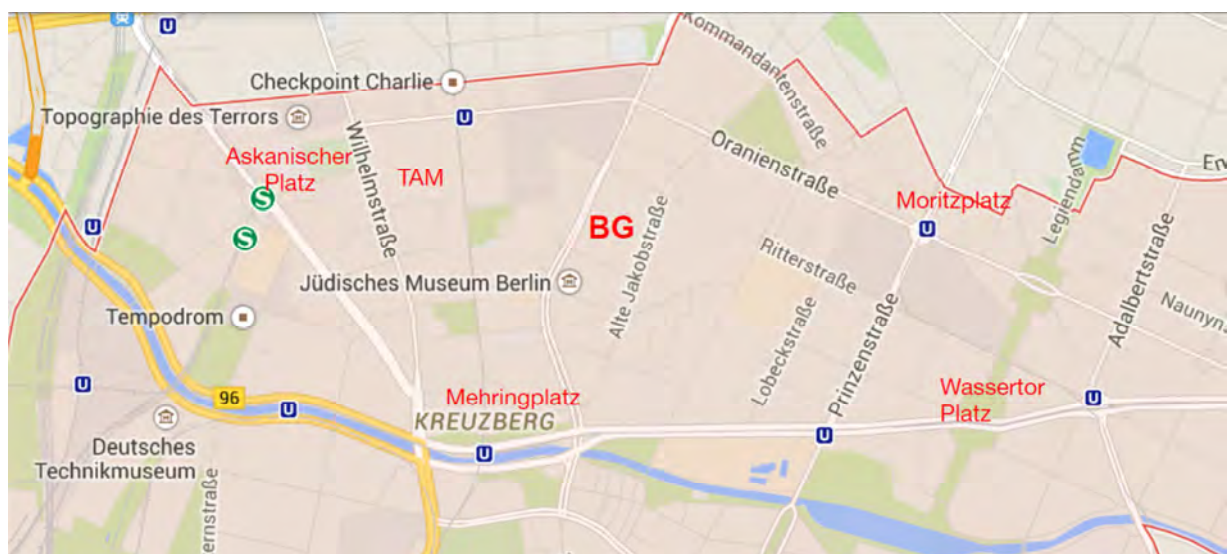 U
Kommandantenstraße
Checkpoint Charlie
Topographie des Terrors
U
Wilhelmstraße
Askanischer
Platz
TAM
Oranienstraße
Legiendamm
Moritzplatz
S
U
BG
U
S
Alte Jakobstraße
Ritterstraße
Adalbertstraße
Jüdisches Museum Berlin
Prinzenstraße
Tempodrom
Lobeckstraße
U
Mehringplatz
Wassertor
Platz
96
U
KREUZBERG
U
U
U
Deutsches
Technikmuseum
ernstraße